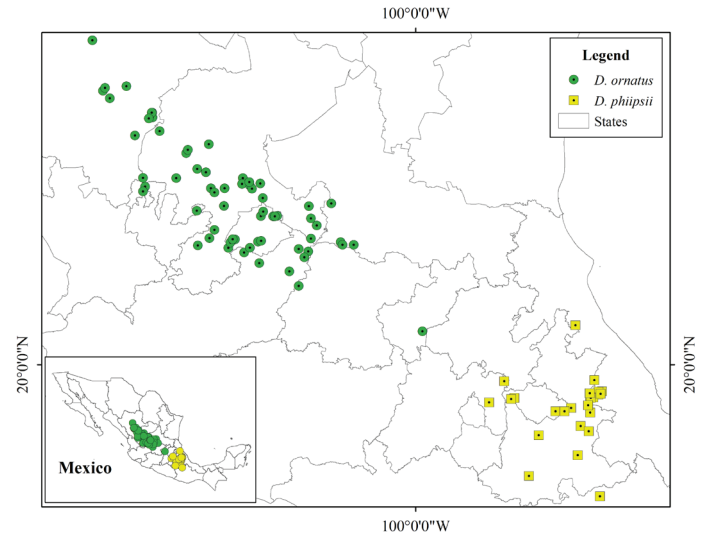 100°0'0"W
Legend
D. ornatus
D. phiipsii
States
20°0'0"N
20°0'0"N
Mexico
100°0'0"W